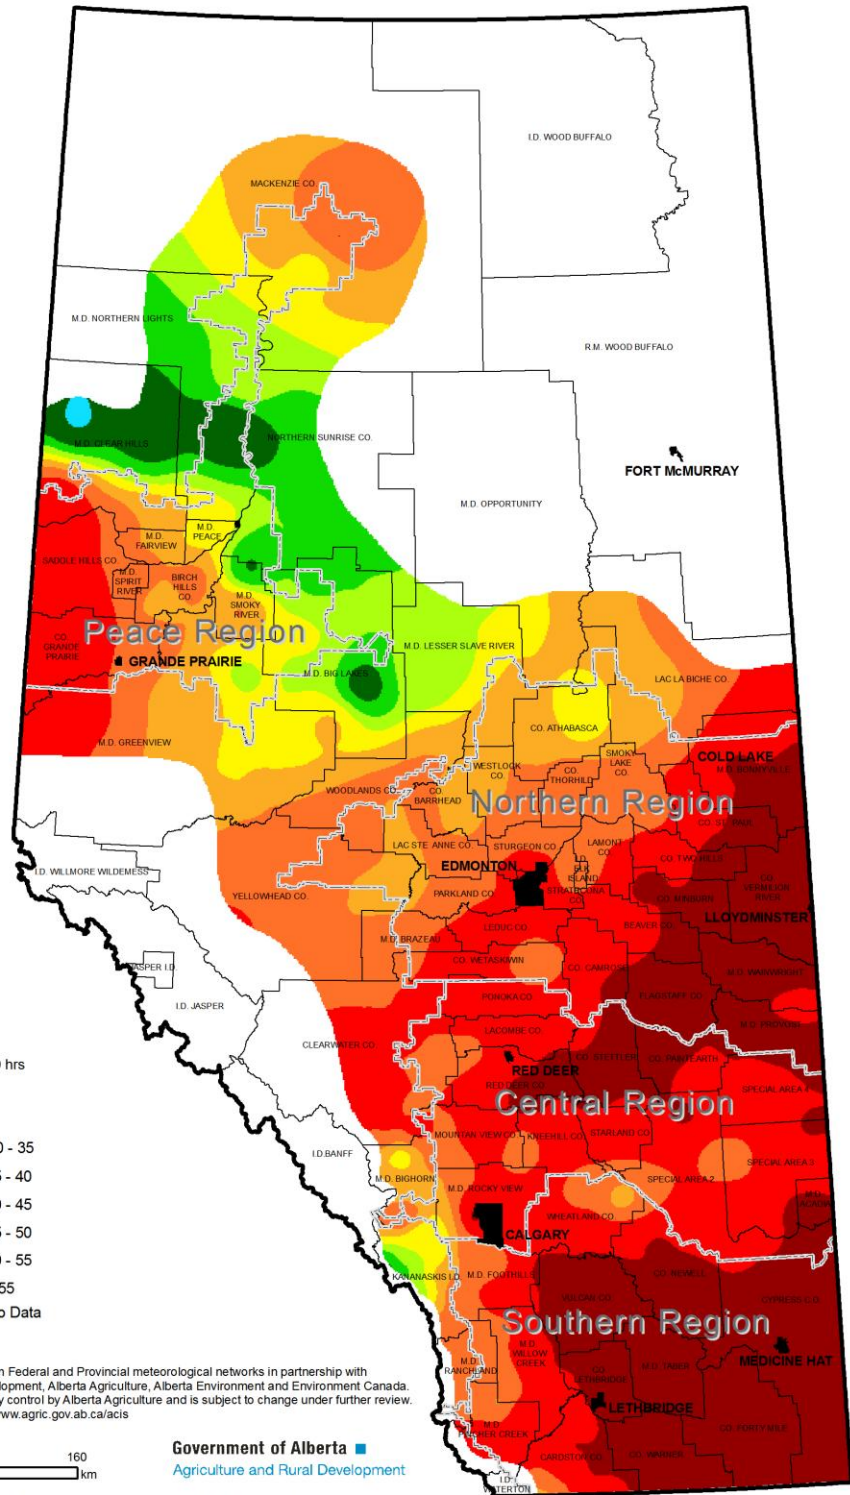 I.D. WOOD BUFFALO
MACKENZIE CO.
M.D. NORTHERN LIGHTS
R.M. WOOD BUFFALO
M.D. CLEAR HILLS
NORTHERN SUNRISE CO.
FORT McMURRAY
M.D. OPPORTUNITY
M.D.
PEACE
M.D.
FAIRVIEW
SADDLE HILLS CO.
M.D.
SPIRIT
RIVER
BIRCH
HILLS
CO.
M.D.
SMOKY
RIVER
Peace Region
CO.
GRANDE
PRAIRIE
GRANDE PRAIRIE
M.D. LESSER SLAVE RIVER
M.D. BIG LAKES
LAC LA BICHE CO.
M.D. GREENVIEW
CO. ATHABASCA
COLD LAKE
M.D. BONNYVILLE
WESTLOCK
CO.
SMOKY
LAKE
CO.
CO.
THORHILD
WOODLANDS CO.
CO.
BARRHEAD
Northern Region
CO. ST. PAUL
LAC STE ANNE CO.
STURGEON CO.
LAMONT
CO.
CO. TWO HILLS
EDMONTON
ISLAND
I.D. WILLMORE WILDERNESS
YELLOWHEAD CO.
PARKLAND CO.
STRATHCONA
CO.
CO. MINBURN
CO.
VERMILION
RIVER
LLOYDMINSTER
LEDUC CO.
BEAVER CO.
M.D. BRAZEAU
CO. WETASKIWIN
CO. CAMROSE
M.D. WAINWRIGHT
JASPER I.D.
I.D. JASPER
PONOKA CO.
FLAGSTAFF CO.
M.D. PROVOST
CLEARWATER CO.
LACOMBE CO.
CO. STETTLER
CO. PAINTEARTH
RED DEER
RED DEER CO.
SPECIAL AREA 4
Central Region
MOUNTAIN VIEW CO.
KNEEHILL CO.
STARLAND CO.
I.D.BANFF
SPECIAL AREA 3
M.D. BIGHORN
M.D. ROCKY VIEW
SPECIAL AREA 2
M.D.
ACADIA
WHEATLAND CO.
CALGARY
KANANASKIS I.D.
M.D. FOOTHILLS
CO. NEWELL
VULCAN CO.
CYPRESS CO.
Southern Region
M.D.
WILLOW
CREEK
M.D.
RANCHLAND
CO.
LETHBRIDGE
M.D. TABER
MEDICINE HAT
LETHBRIDGE
M.D.
PINCHER CREEK
CO. FORTY MILE
CARDSTON CO.
CO. WARNER
I.D.
WATERTON
hrs
- 35
- 40
- 45
- 50
- 55
55
Data
Federal and Provincial meteorological networks in partnership with
Alberta Agriculture, Alberta Environment and Environment Canada.
control by Alberta Agriculture and is subject to change under further review.
www.agric.gov.ab.ca/acis
160
km
Government of Alberta
Agriculture and Rural Development